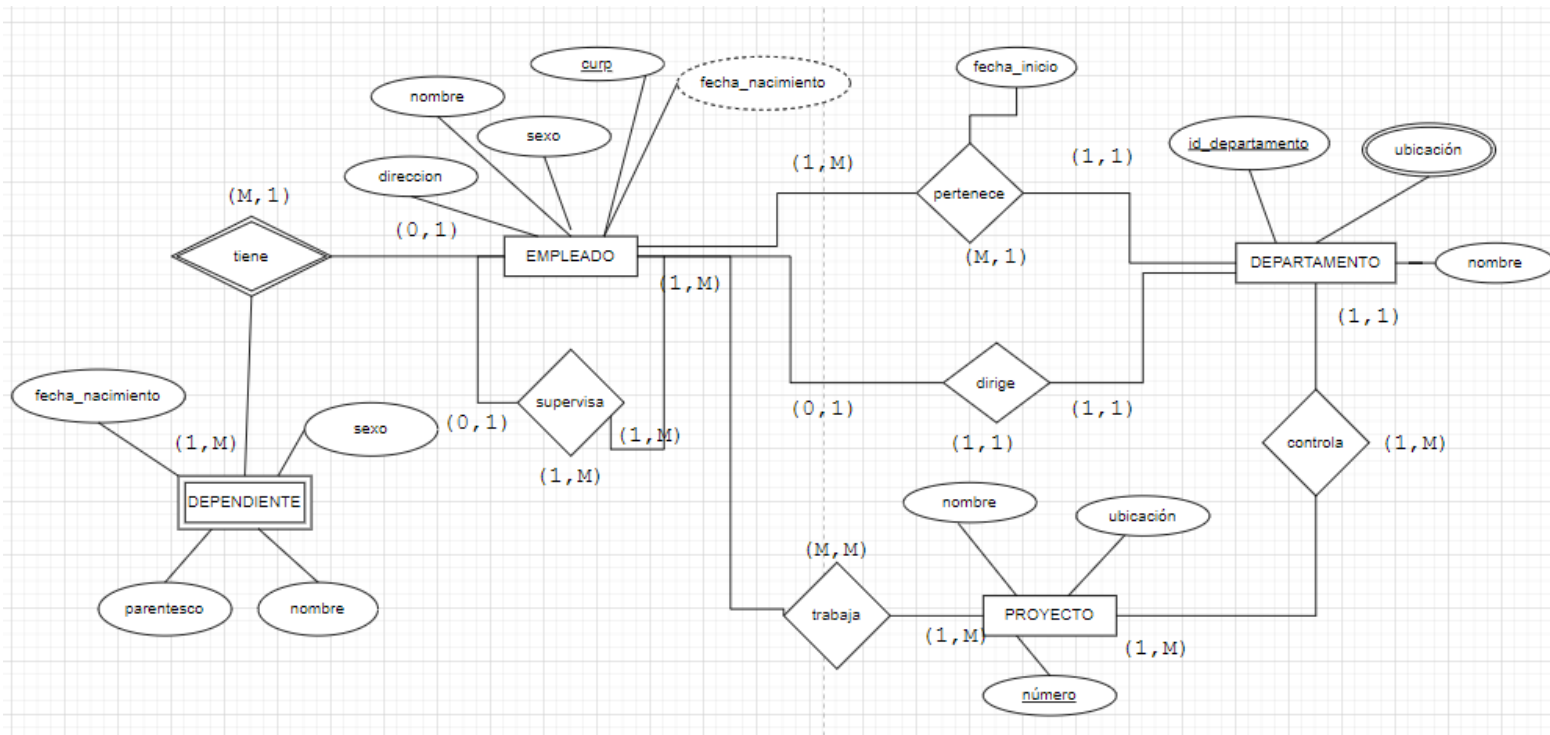 curp
fecha_inicio
nombre
fecha_nacimiento
sexo
id_departamento
ubicación
(1,M)
(1,1)
direccion
pertenece
(M,1)
(0,1)
tiene
EMPLEADO
(M,1)
DEPARTAMENTO
nombre
(1,M)
(1,1)
fecha_nacimiento
supervisa
dirige
sexo
(0,1)
(1,M)
(0,1)
(1,1)
(1,M)
(1,1)
controla
(1,M)
(1,M)
DEPENDIENTE
nombre
ubicación
(M,M)
parentesco
nombre
trabaja
PROYECTO
(1,M)
(1,M)
número